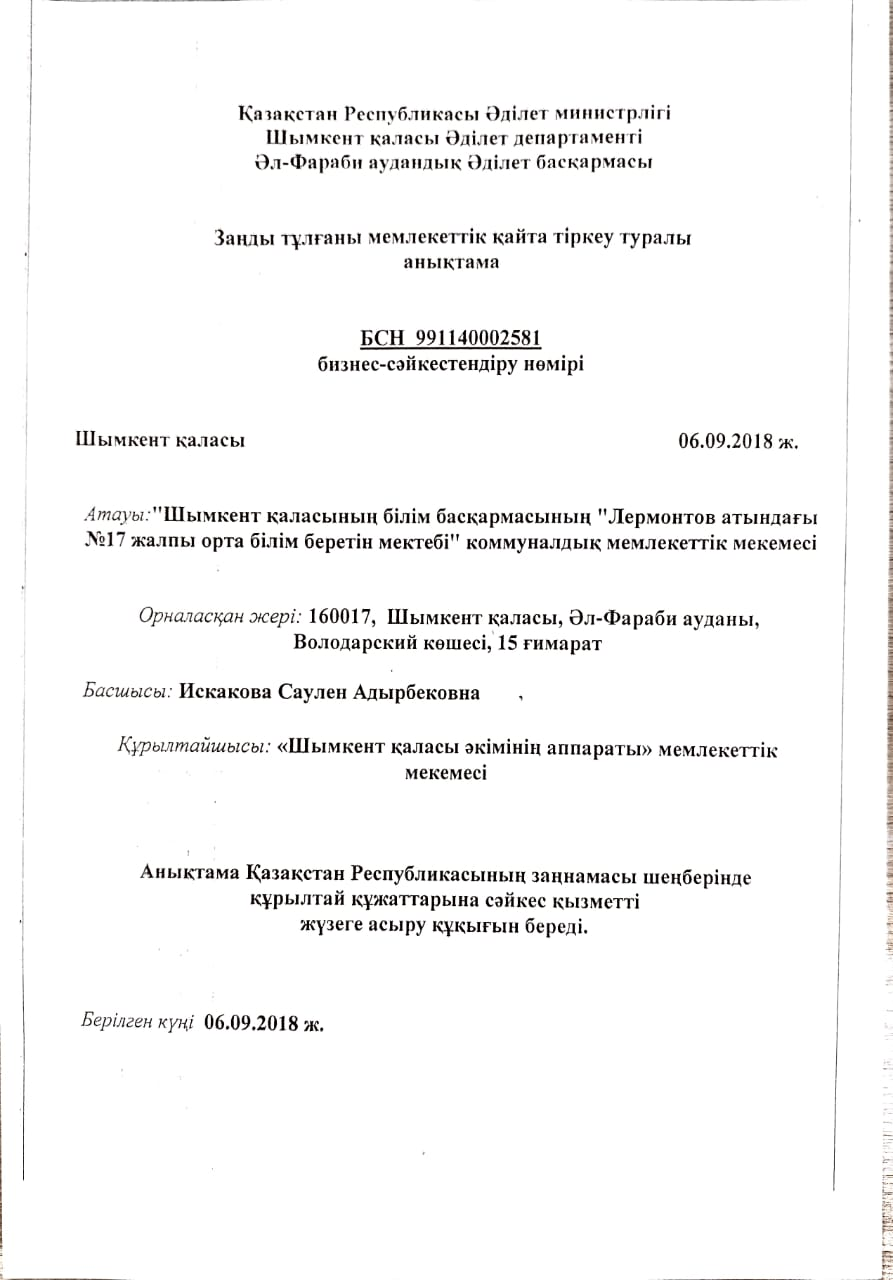 Қазақстан Республикасы Әділет министрлігі
Шымкент қаласы Әділет департаменті
Әл-Фараби аудандық Әділет басқармасы
Заңды тұлғаны мемлекеттік қайта тіркеу туралы
анықтама
БСН 991140002581
бизнес-сәйкестендіру нөмірі
Шымкент қаласы 06.09.2018 ж.
Атауы:"Шымкент қаласының білім басқармасының "Лермонтов атындағы
№17 жалпы орта білім беретін мектебі" коммуналдық мемлекеттік мекемесі
Орналасқан жері: 160017, Шымкент қаласы, Әл-Фараби ауданы,
Володарский көшесі, 15 ғимарат
Басшысы: Искакова Саулен Адырбековна
Құрылтайшысы: «Шымкент қаласы әкімінің аппараты» мемлекеттік
мекемесі
Анықтама Қазақстан Республикасының заңнамасы шеңберінде
құрылтай құжаттарына сәйкес қызметті
жүзеге асыру құқығын береді.
Берілген күңі 06.09.2018 ж.